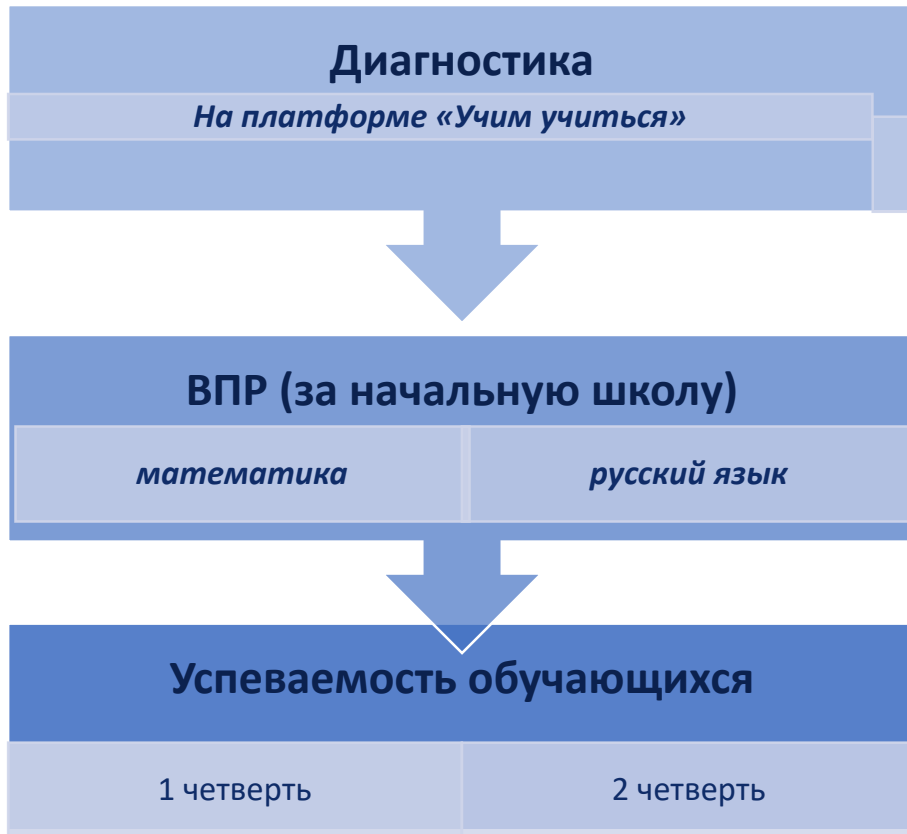 Диагностика
На платформе «Учим учиться»
ВПР (за начальную школу)
математика
русский язык
Успеваемость обучающихся
1 четверть
2 четверть